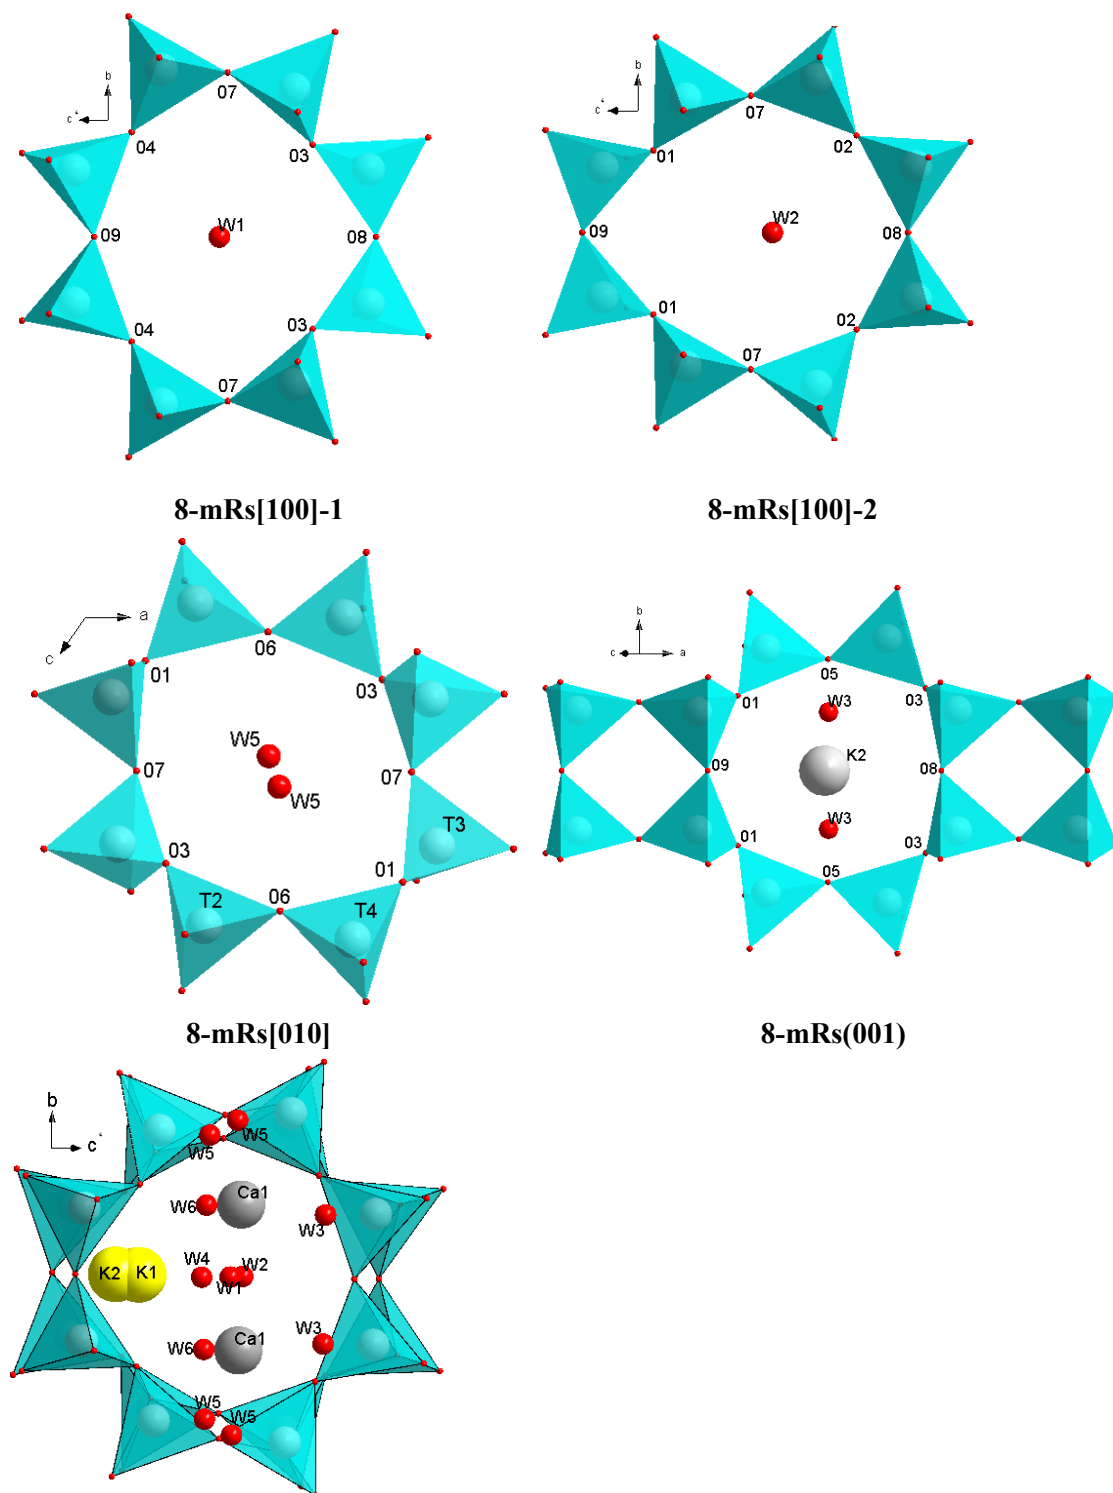 b
c'
07
04
03
W1
09
08
04
03
07
b
c'
07
01
02
W2
09
08
01
02
07
8-mRs[100]-1
8-mRs[100]-2
a
c
06
01
03
W5
07
07
W5
T3
03
01
T2
06
T4
b
c
a
05
01
03
W3
K2
09
08
W3
01
03
05
8-mRs[010]
8-mRs(001)
b
c'
W5
W5
Ca1
W6
W3
K2
K1
W4
W2
W1
W3
W6
Ca1
W5
W5